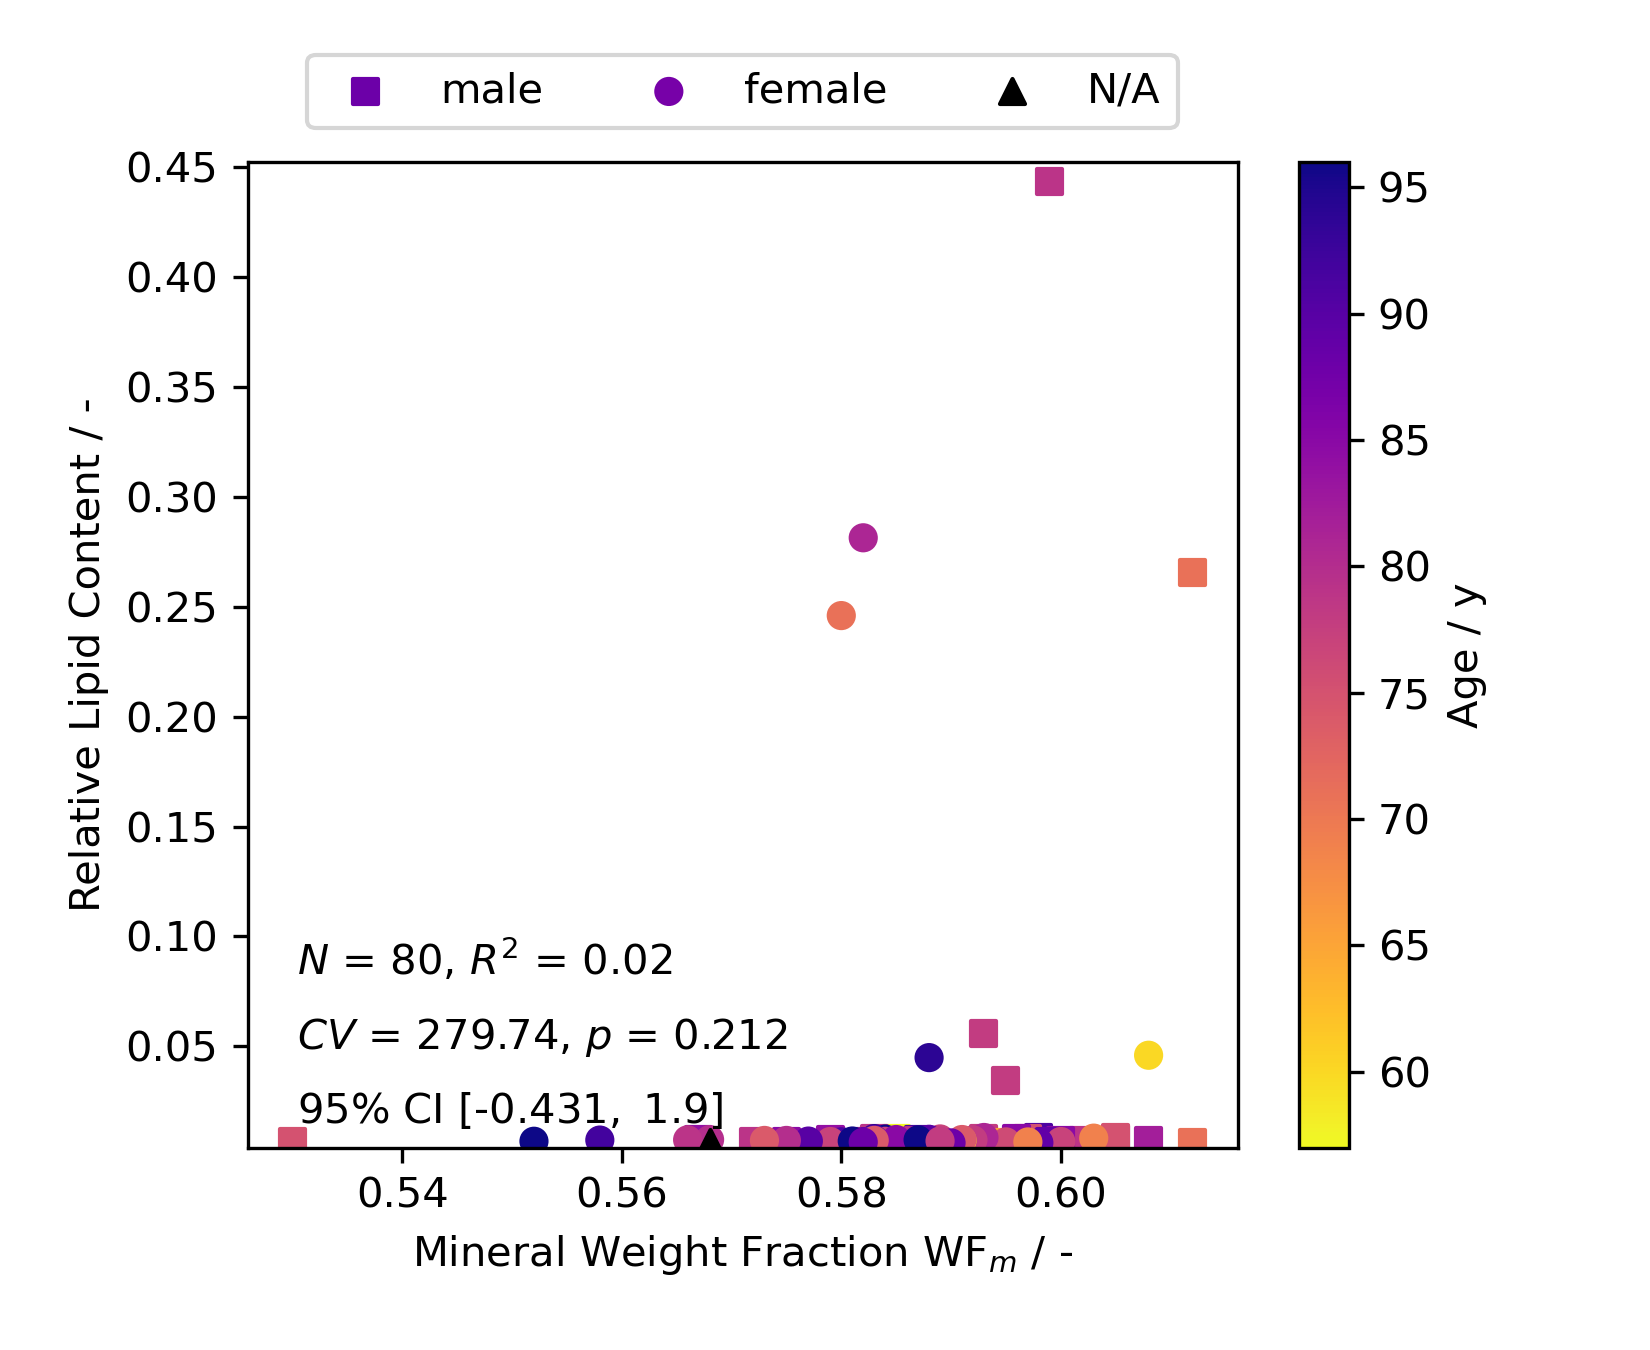 male female N/A
0.45
0.40
0.35
0.30
0.25
0.20
0.15
0.10
0.05
Relative Lipid Content / -
N = 80, R² = 0.02
CV = 279.74, p = 0.212
95% CI [-0.431, 1.9]
0.54 0.56 0.58 0.60
Mineral Weight Fraction WFₘ / -
95
90
85
80
75
70
65
60
Age / y